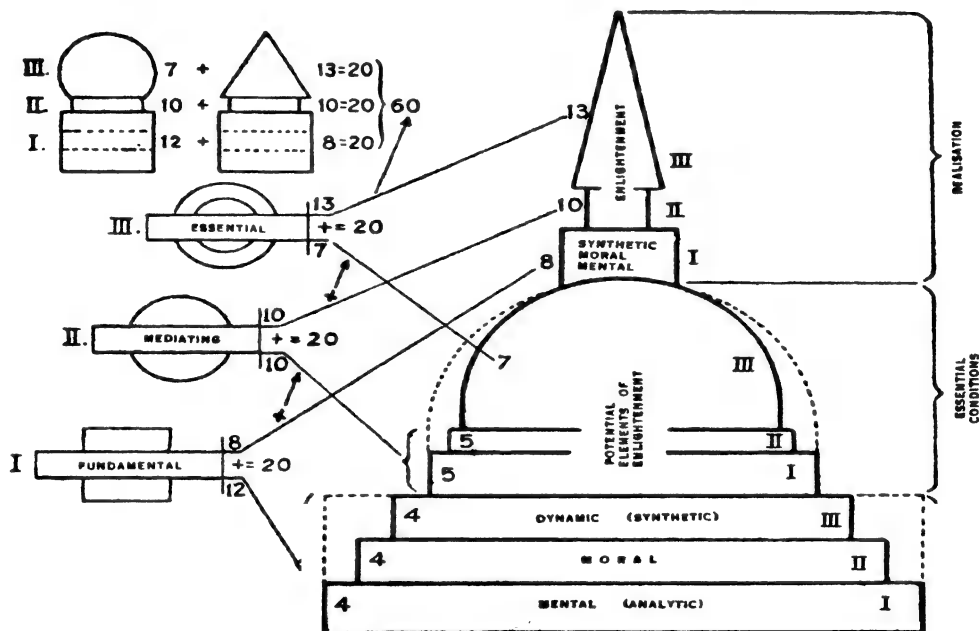 III. 7 + 13=20
II. 10 + 10=20
I. 12 + 8=20
60
III. ESSENTIAL 13 += 20 7
II. MEDIATING 10 += 20 10
I FUNDAMENTAL 8 += 20 12
+
+
13
10
8
7
ENLIGHTENMENT
III
II
SYNTHETIC
MORAL
MENTAL
I
III
POTENTIAL
ELEMENTS OF
ENLIGHTENMENT
5 II
5 I
4 DYNAMIC (SYNTHETIC) III
4 MORAL II
4 MENTAL (ANALYTIC) I
REALISATION
ESSENTIAL
CONDITIONS